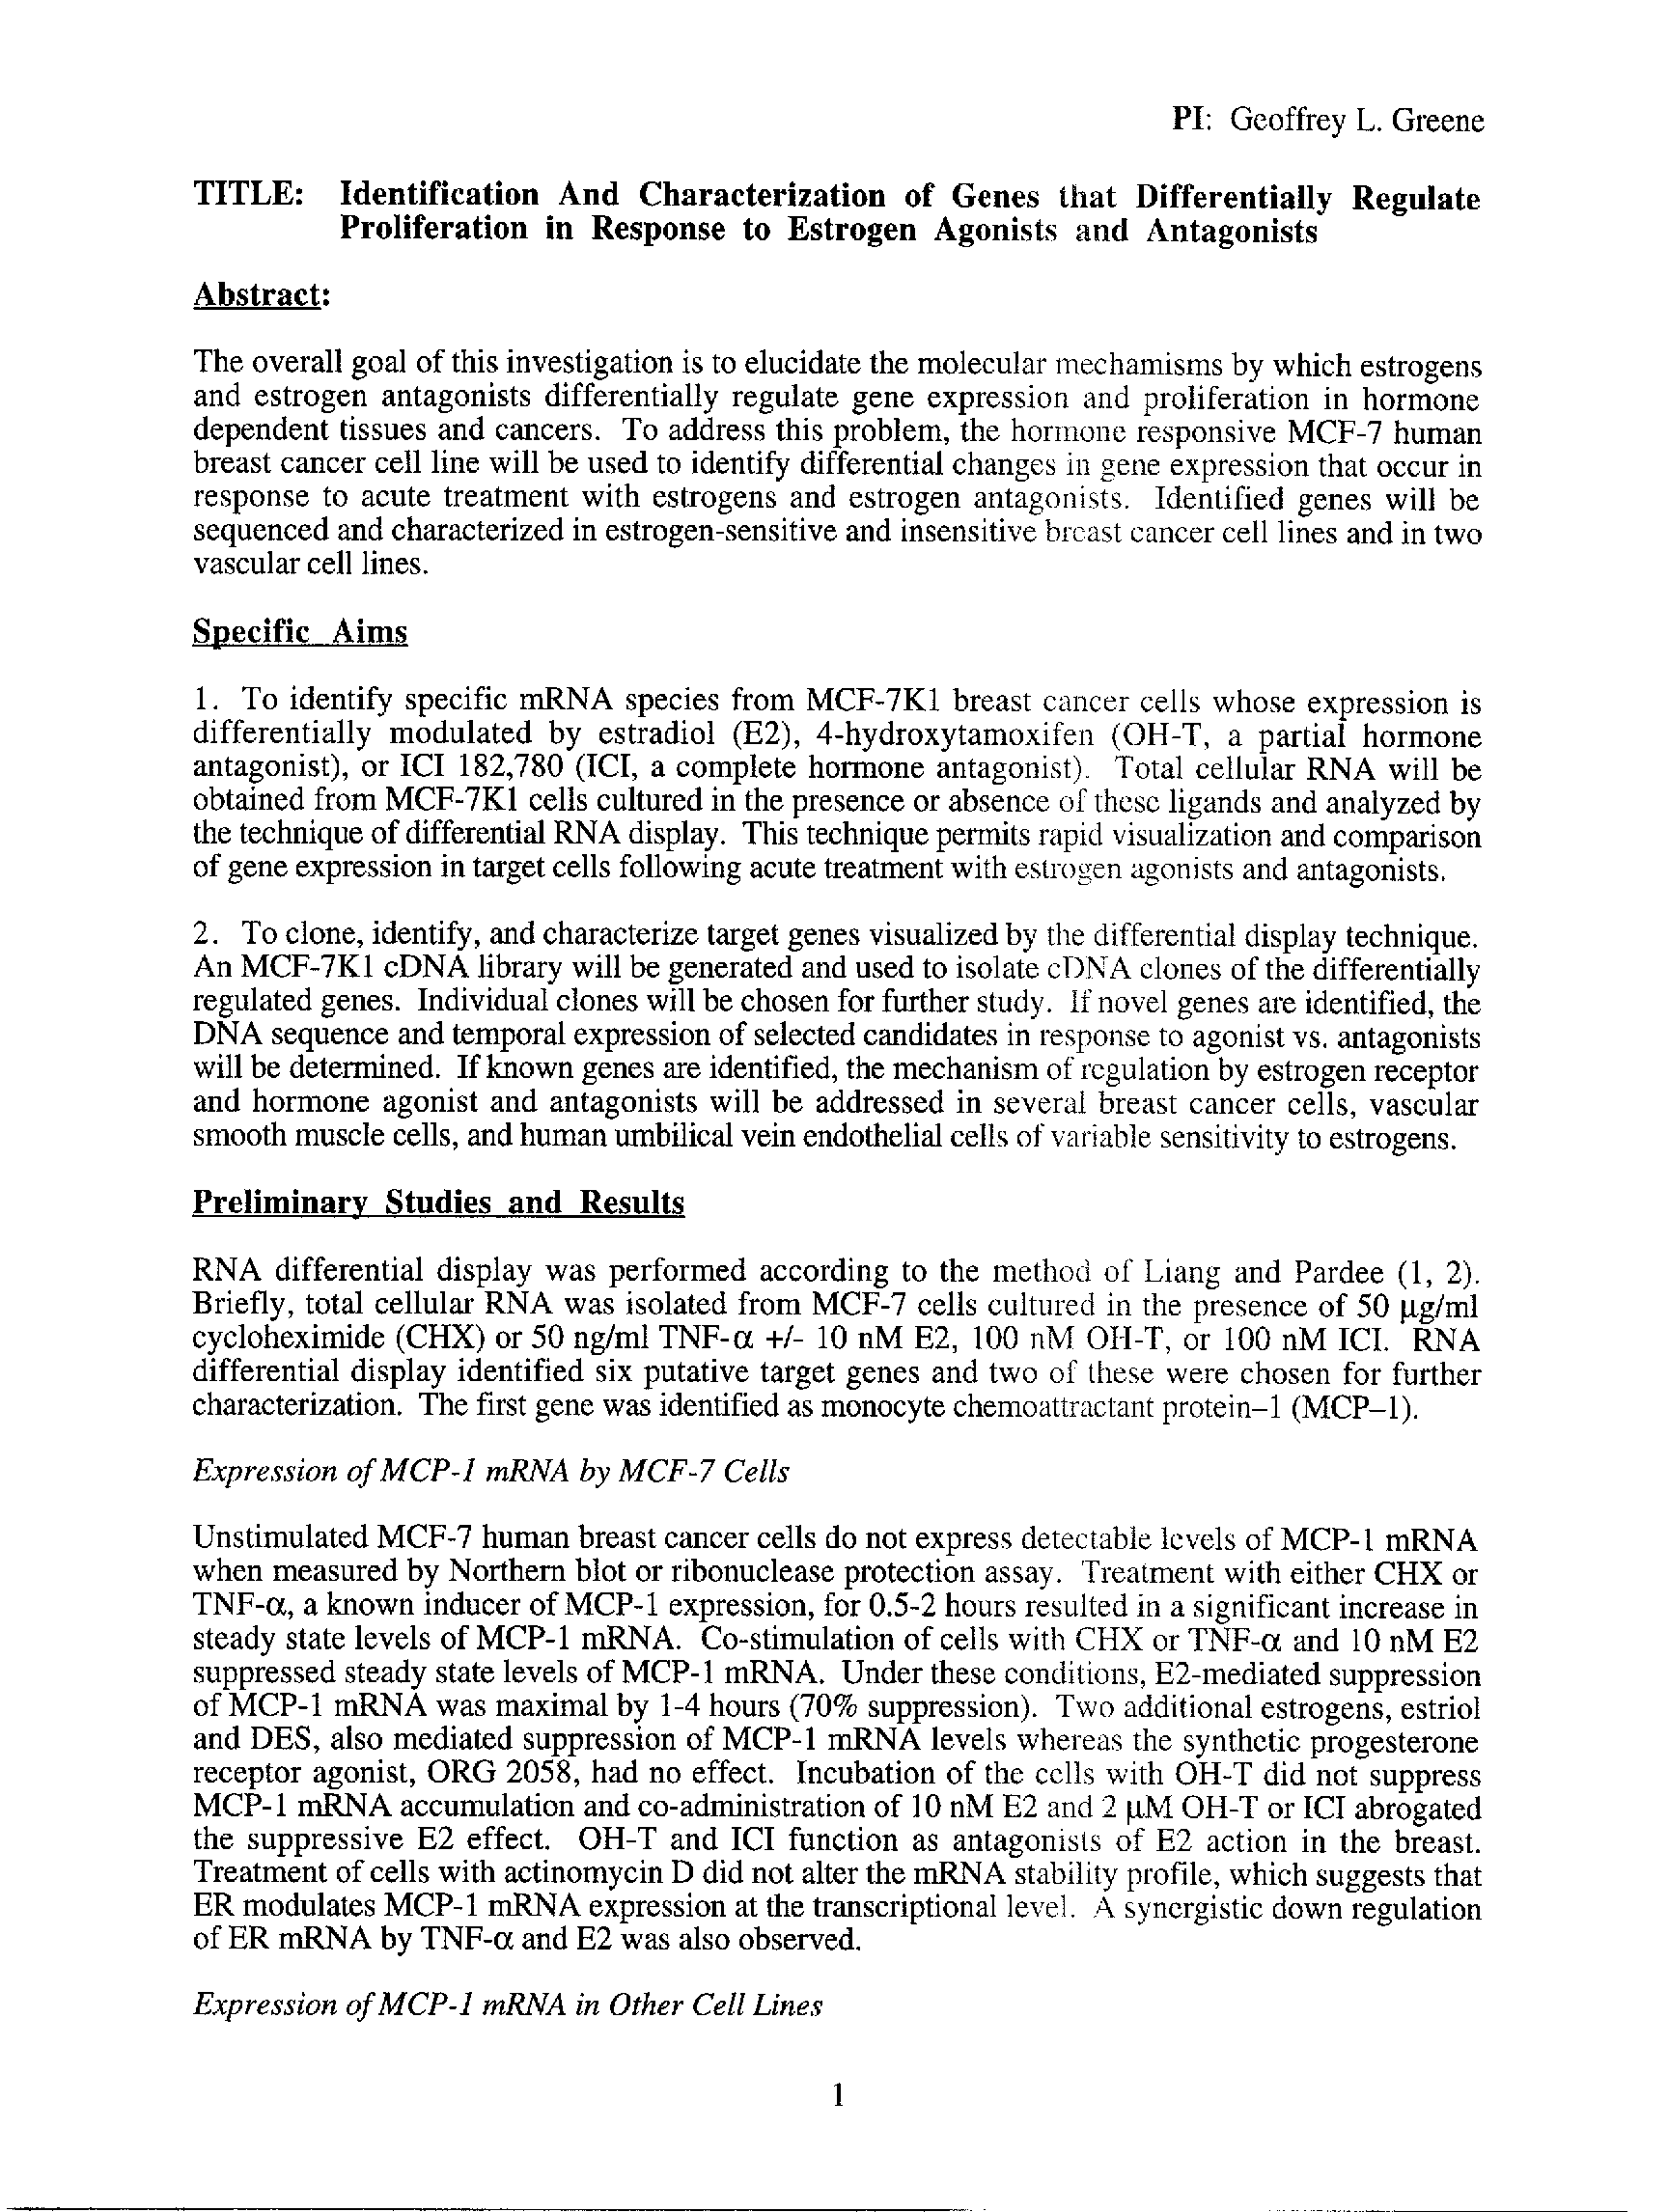 PI: Geoffrey L. Greene
TITLE: Identification And Characterization of Genes that Differentially Regulate
Proliferation in Response to Estrogen Agonists and Antagonists
Abstract:
The overall goal of this investigation is to elucidate the molecular mechamisms by which estrogens
and estrogen antagonists differentially regulate gene expression and proliferation in hormone
dependent tissues and cancers. To address this problem, the hormone responsive MCF-7 human
breast cancer cell line will be used to identify differential changes in gene expression that occur in
response to acute treatment with estrogens and estrogen antagonists. Identified genes will be
sequenced and characterized in estrogen-sensitive and insensitive breast cancer cell lines and in two
vascular cell lines.
Specific Aims
1. To identify specific mRNA species from MCF-7K1 breast cancer cells whose expression is
differentially modulated by estradiol (E2), 4-hydroxytamoxifen (OH-T, a partial hormone
antagonist), or ICI 182,780 (ICI, a complete hormone antagonist). Total cellular RNA will be
obtained from MCF-7K1 cells cultured in the presence or absence of these ligands and analyzed by
the technique of differential RNA display. This technique permits rapid visualization and comparison
of gene expression in target cells following acute treatment with estrogen agonists and antagonists.
2. To clone, identify, and characterize target genes visualized by the differential display technique.
An MCF-7K1 cDNA library will be generated and used to isolate cDNA clones of the differentially
regulated genes. Individual clones will be chosen for further study. If novel genes are identified, the
DNA sequence and temporal expression of selected candidates in response to agonist vs. antagonists
will be determined. If known genes are identified, the mechanism of regulation by estrogen receptor
and hormone agonist and antagonists will be addressed in several breast cancer cells, vascular
smooth muscle cells, and human umbilical vein endothelial cells of variable sensitivity to estrogens.
Preliminary Studies and Results
RNA differential display was performed according to the method of Liang and Pardee (1, 2).
Briefly, total cellular RNA was isolated from MCF-7 cells cultured in the presence of 50 µg/ml
cycloheximide (CHX) or 50 ng/ml TNF-α +/- 10 nM E2, 100 nM OH-T, or 100 nM ICI. RNA
differential display identified six putative target genes and two of these were chosen for further
characterization. The first gene was identified as monocyte chemoattractant protein–1 (MCP–1).
Expression of MCP-1 mRNA by MCF-7 Cells
Unstimulated MCF-7 human breast cancer cells do not express detectable levels of MCP-1 mRNA
when measured by Northern blot or ribonuclease protection assay. Treatment with either CHX or
TNF-α, a known inducer of MCP-1 expression, for 0.5-2 hours resulted in a significant increase in
steady state levels of MCP-1 mRNA. Co-stimulation of cells with CHX or TNF-α and 10 nM E2
suppressed steady state levels of MCP-1 mRNA. Under these conditions, E2-mediated suppression
of MCP-1 mRNA was maximal by 1-4 hours (70% suppression). Two additional estrogens, estriol
and DES, also mediated suppression of MCP-1 mRNA levels whereas the synthetic progesterone
receptor agonist, ORG 2058, had no effect. Incubation of the cells with OH-T did not suppress
MCP-1 mRNA accumulation and co-administration of 10 nM E2 and 2 µM OH-T or ICI abrogated
the suppressive E2 effect. OH-T and ICI function as antagonists of E2 action in the breast.
Treatment of cells with actinomycin D did not alter the mRNA stability profile, which suggests that
ER modulates MCP-1 mRNA expression at the transcriptional level. A synergistic down regulation
of ER mRNA by TNF-α and E2 was also observed.
Expression of MCP-1 mRNA in Other Cell Lines
1